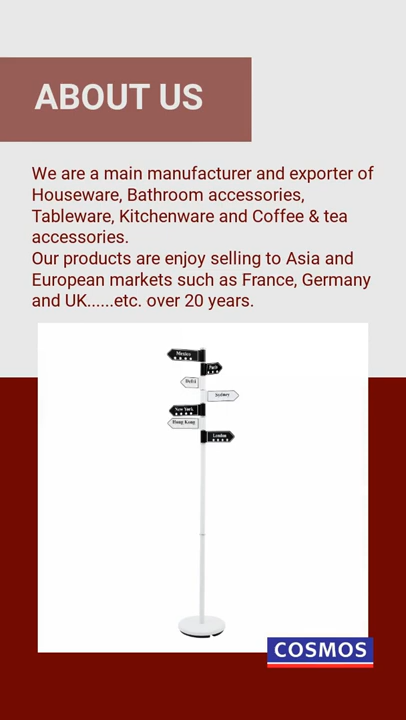 ABOUT US
We are a main manufacturer and exporter of
Houseware, Bathroom accessories,
Tableware, Kitchenware and Coffee & tea
accessories.
Our products are enjoy selling to Asia and
European markets such as France, Germany
and UK......etc. over 20 years.
Mexico
Paris
Delhi
Sydney
New York
Hong Kong
London
COSMOS